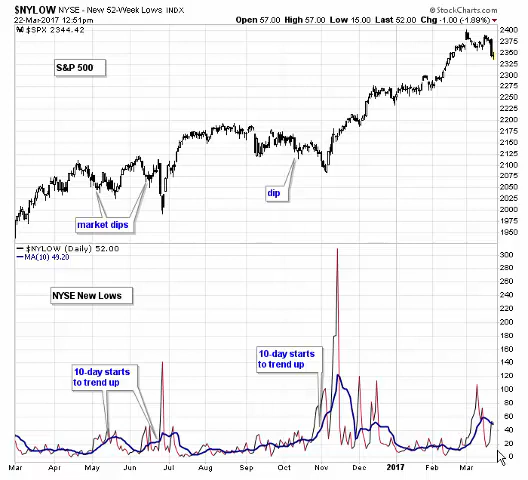 $NYLOW NYSE - New 52-Week Lows INDX © StockCharts.com
22-Mar-2017 12:51pm Open 57.00 High 57.00 Low 15.00 Last 52.00 Chg -1.00 (-1.89%)
$SPX 2344.42
S&P 500
2400
2375
2350
2325
2300
2275
2250
2225
2200
2175
2150
2125
2100
2075
2050
2025
2000
1975
1950
market dips
dip
$NYLOW (Daily) 52.00
MA(10) 49.20
NYSE New Lows
10-day starts
to trend up
10-day starts
to trend up
300
280
260
240
220
200
180
160
140
120
100
80
60
40
20
0
Mar Apr May Jun Jul Aug Sep Oct Nov Dec 2017 Feb Mar